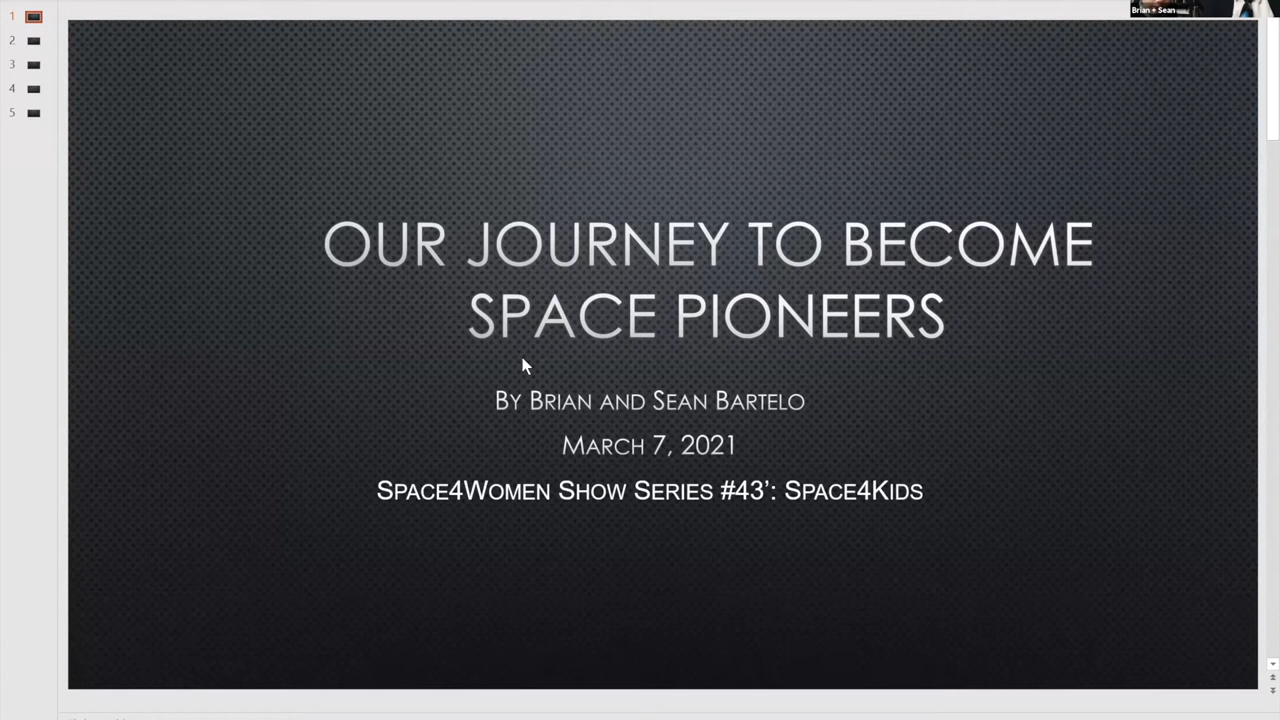 1
2
3
4
5
Brian + Sean
OUR JOURNEY TO BECOME
SPACE PIONEERS
BY BRIAN AND SEAN BARTELO
MARCH 7, 2021
SPACE4WOMEN SHOW SERIES #43’: SPACE4KIDS